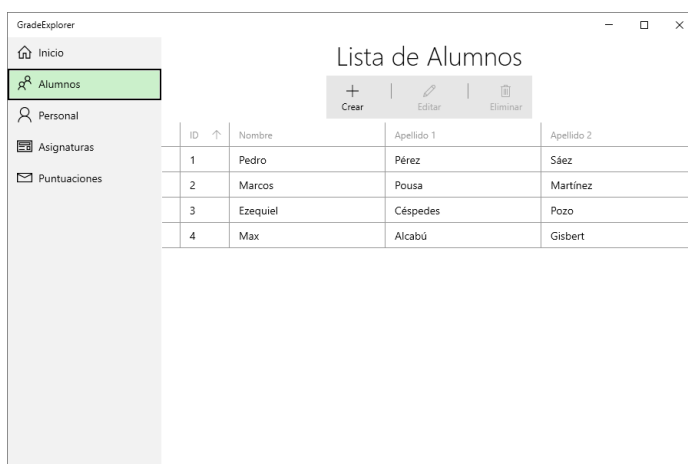 GradeExplorer
Inicio
Alumnos
Personal
Asignaturas
Puntuaciones
Lista de Alumnos
Crear Editar Eliminar
ID Nombre Apellido 1 Apellido 2
1 Pedro Pérez Sáez
2 Marcos Pousa Martínez
3 Ezequiel Céspedes Pozo
4 Max Alcabú Gisbert